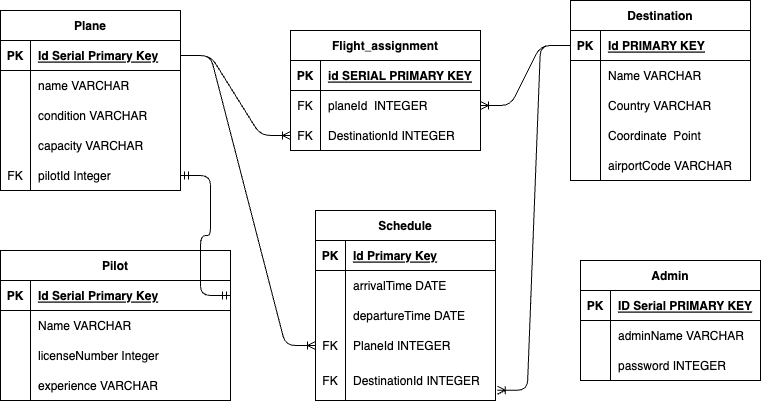 Plane
PK Id Serial Primary Key
name VARCHAR
condition VARCHAR
capacity VARCHAR
FK pilotId Integer
Flight_assignment
PK id SERIAL PRIMARY KEY
FK planeId INTEGER
FK DestinationId INTEGER
Destination
PK Id PRIMARY KEY
Name VARCHAR
Country VARCHAR
Coordinate Point
airportCode VARCHAR
Pilot
PK Id Serial Primary Key
Name VARCHAR
licenseNumber Integer
experience VARCHAR
Schedule
PK Id Primary Key
arrivalTime DATE
departureTime DATE
FK PlaneId INTEGER
FK DestinationId INTEGER
Admin
PK ID Serial PRIMARY KEY
adminName VARCHAR
password INTEGER